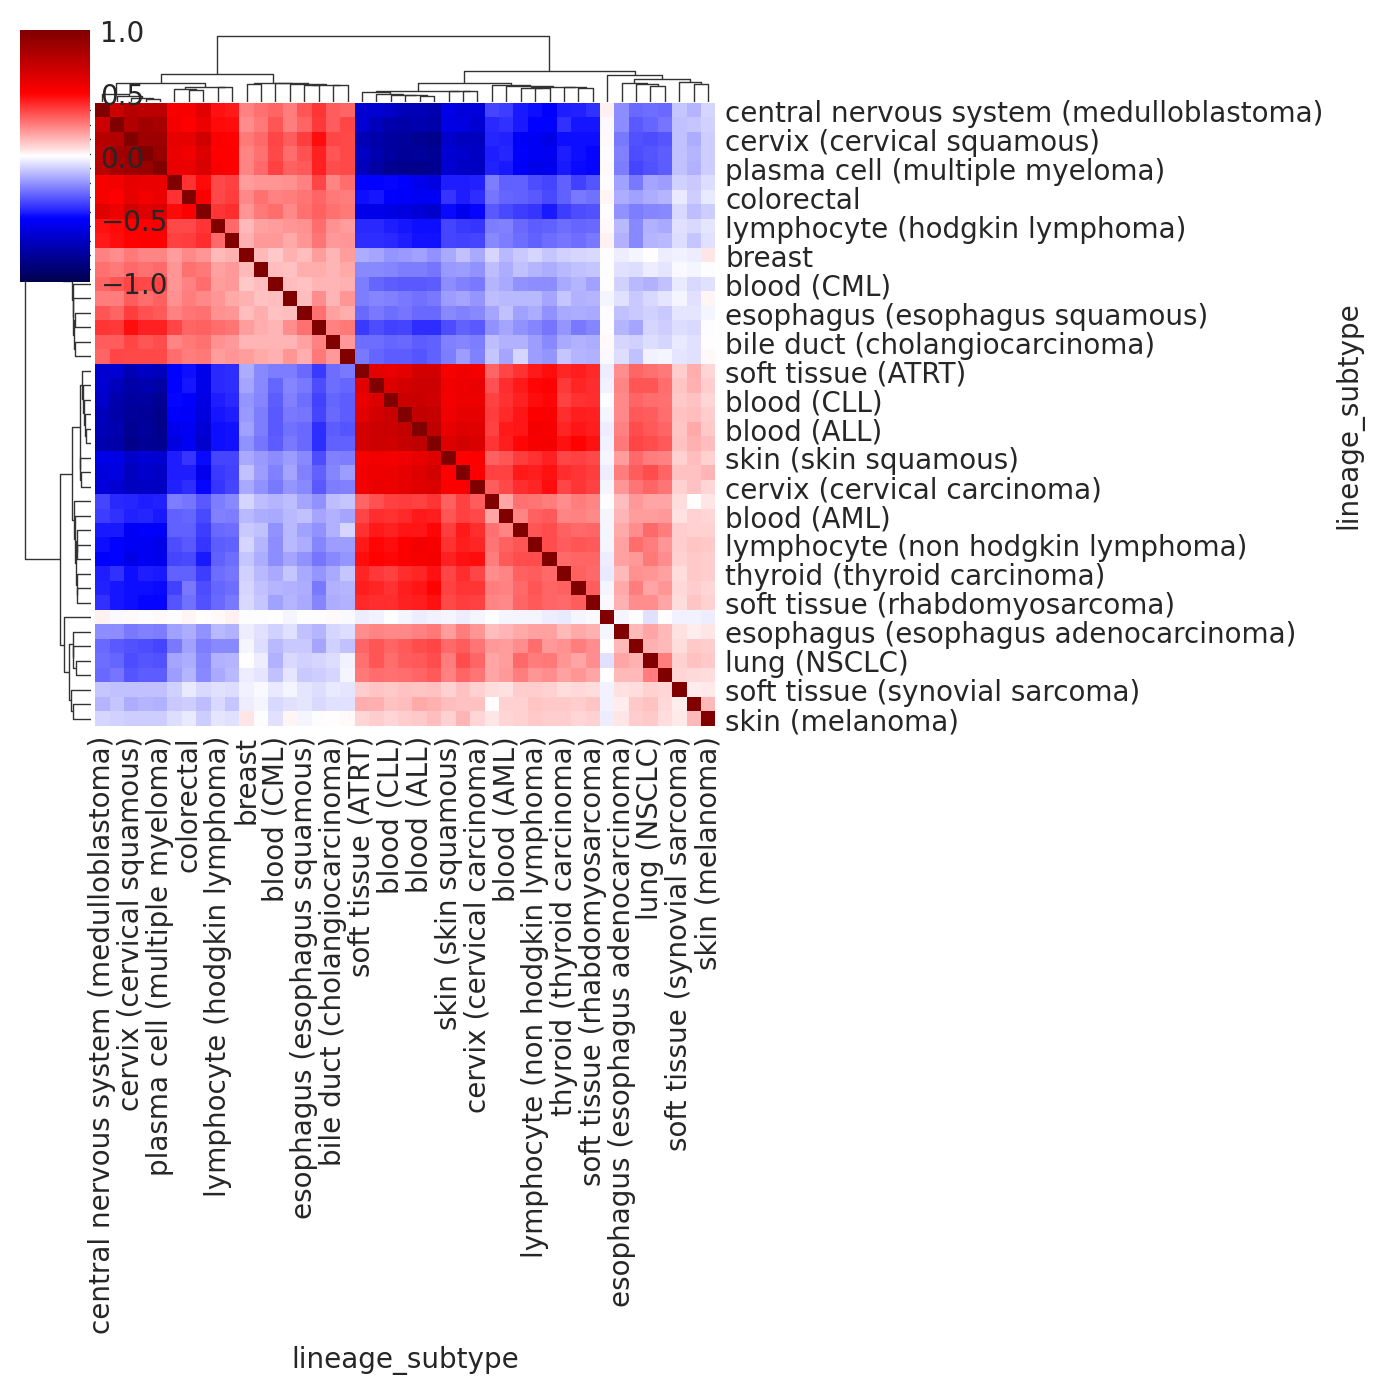 1.0
0.5
0.0
−0.5
−1.0
central nervous system (medulloblastoma)
cervix (cervical squamous)
plasma cell (multiple myeloma)
colorectal
lymphocyte (hodgkin lymphoma)
breast
blood (CML)
esophagus (esophagus squamous)
bile duct (cholangiocarcinoma)
soft tissue (ATRT)
blood (CLL)
blood (ALL)
skin (skin squamous)
cervix (cervical carcinoma)
blood (AML)
lymphocyte (non hodgkin lymphoma)
thyroid (thyroid carcinoma)
soft tissue (rhabdomyosarcoma)
esophagus (esophagus adenocarcinoma)
lung (NSCLC)
soft tissue (synovial sarcoma)
skin (melanoma)
lineage_subtype
central nervous system (medulloblastoma)
cervix (cervical squamous)
plasma cell (multiple myeloma)
colorectal
lymphocyte (hodgkin lymphoma)
breast
blood (CML)
esophagus (esophagus squamous)
bile duct (cholangiocarcinoma)
soft tissue (ATRT)
blood (CLL)
blood (ALL)
skin (skin squamous)
cervix (cervical carcinoma)
blood (AML)
lymphocyte (non hodgkin lymphoma)
thyroid (thyroid carcinoma)
soft tissue (rhabdomyosarcoma)
esophagus (esophagus adenocarcinoma)
lung (NSCLC)
soft tissue (synovial sarcoma)
skin (melanoma)
lineage_subtype